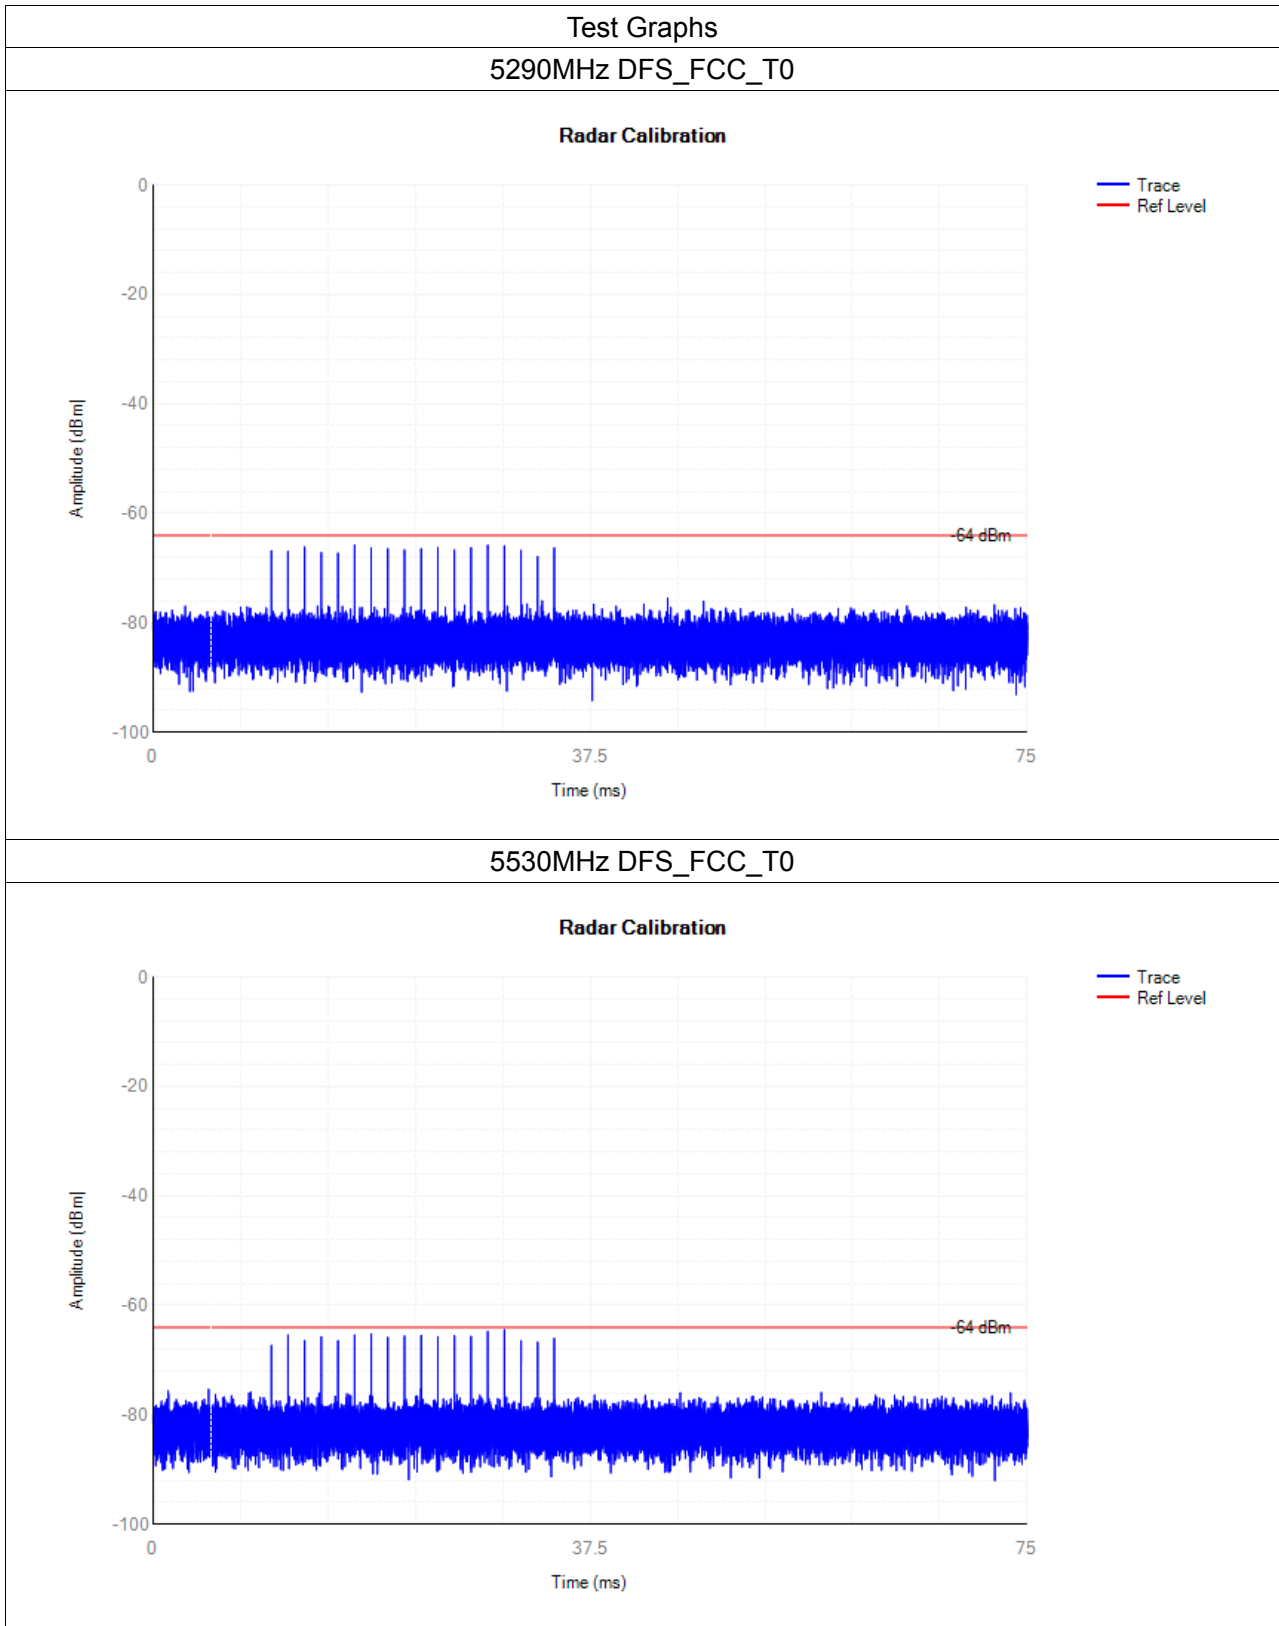 Test Graphs
5290MHz DFS_FCC_T0
Radar Calibration
Trace
Ref Level
0
-20
-40
-60
-80
-100
Amplitude [dBm]
-64 dBm
0 37.5 75
Time (ms)
5530MHz DFS_FCC_T0
Radar Calibration
Trace
Ref Level
0
-20
-40
-60
-80
-100
Amplitude [dBm]
-64 dBm
0 37.5 75
Time (ms)